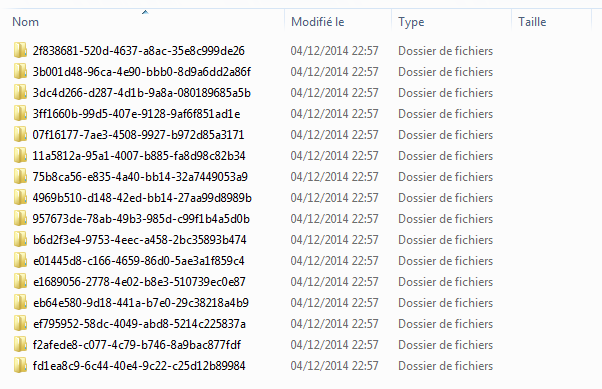 Nom Modifié le Type Taille
2f838681-520d-4637-a8ac-35e8c999de26 04/12/2014 22:57 Dossier de fichiers
3b001d48-96ca-4e90-bbb0-8d9a6dd2a86f 04/12/2014 22:57 Dossier de fichiers
3dc4d266-d287-4d1b-9a8a-080189685a5b 04/12/2014 22:57 Dossier de fichiers
3ff1660b-99d5-407e-9128-9af6f851ad1e 04/12/2014 22:57 Dossier de fichiers
07f16177-7ae3-4508-9927-b972d85a3171 04/12/2014 22:57 Dossier de fichiers
11a5812a-95a1-4007-b885-fa8d98c82b34 04/12/2014 22:57 Dossier de fichiers
75b8ca56-e835-4a40-bb14-32a7449053a9 04/12/2014 22:57 Dossier de fichiers
4969b510-d148-42ed-bb14-27aa99d8989b 04/12/2014 22:57 Dossier de fichiers
957673de-78ab-49b3-985d-c99f1b4a5d0b 04/12/2014 22:57 Dossier de fichiers
b6d2f3e4-9753-4eec-a458-2bc35893b474 04/12/2014 22:57 Dossier de fichiers
e01445d8-c166-4659-86d0-5ae3a1f859c4 04/12/2014 22:57 Dossier de fichiers
e1689056-2778-4e02-b8e3-510739ec0e87 04/12/2014 22:57 Dossier de fichiers
eb64e580-9d18-441a-b7e0-29c38218a4b9 04/12/2014 22:57 Dossier de fichiers
ef795952-58dc-4049-abd8-5214c225837a 04/12/2014 22:57 Dossier de fichiers
f2afede8-c077-4c79-b746-8a9bac877fdf 04/12/2014 22:57 Dossier de fichiers
fd1ea8c9-6c44-40e4-9c22-c25d12b89984 04/12/2014 22:57 Dossier de fichiers